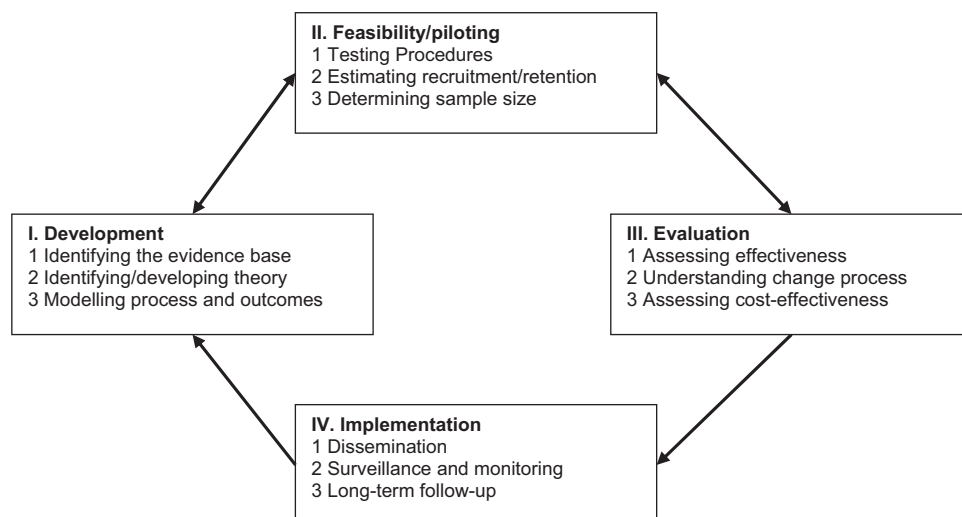 II. Feasibility/piloting
1 Testing Procedures
2 Estimating recruitment/retention
3 Determining sample size
I. Development
1 Identifying the evidence base
2 Identifying/developing theory
3 Modelling process and outcomes
III. Evaluation
1 Assessing effectiveness
2 Understanding change process
3 Assessing cost-effectiveness
IV. Implementation
1 Dissemination
2 Surveillance and monitoring
3 Long-term follow-up